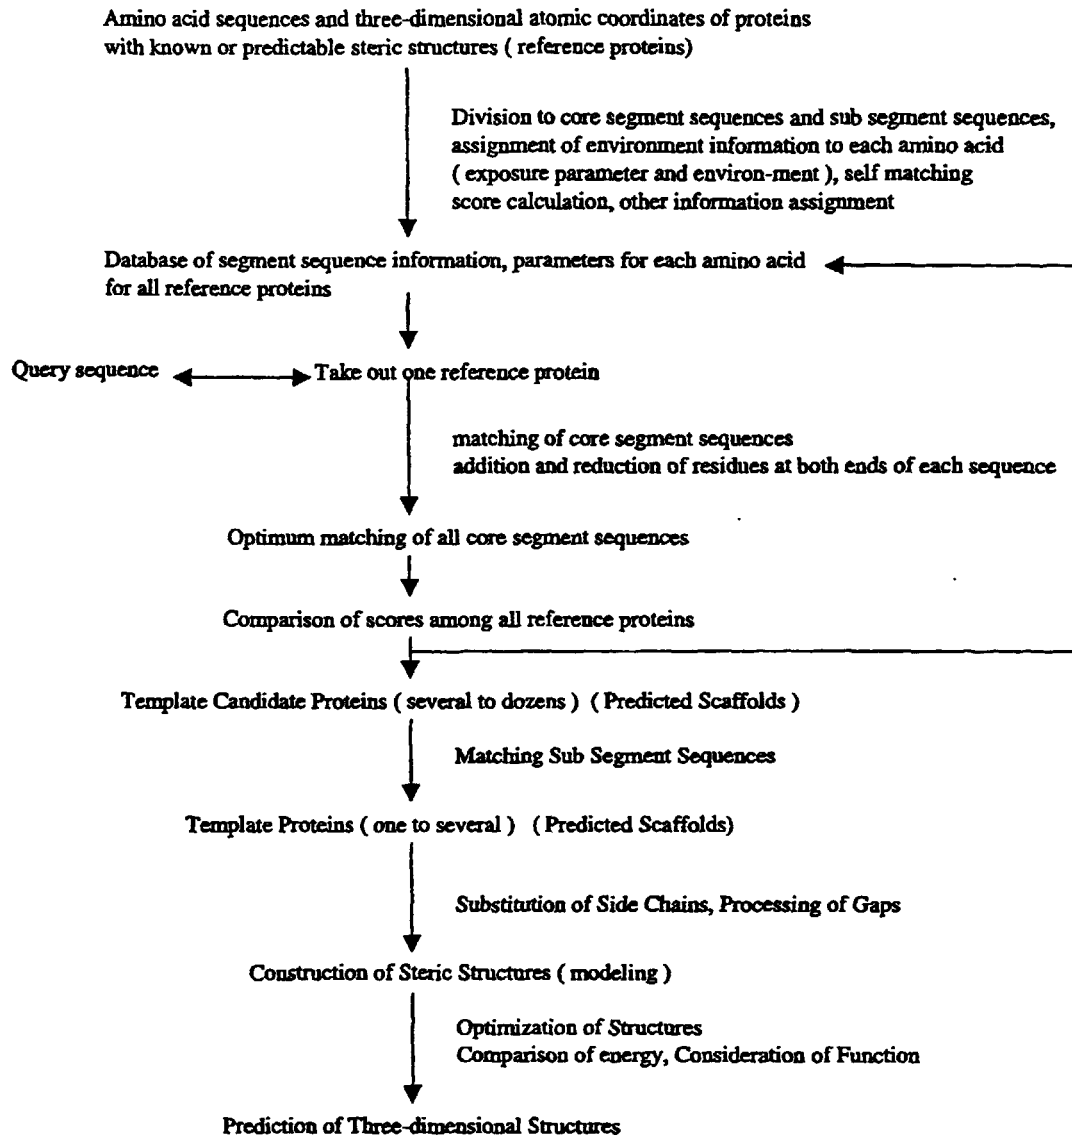 Amino acid sequences and three-dimensional atomic coordinates of proteins
with known or predictable steric structures ( reference proteins)
Division to core segment sequences and sub segment sequences,
assignment of environment information to each amino acid
( exposure parameter and environ-ment ), self matching
score calculation, other information assignment
Database of segment sequence information, parameters for each amino acid
for all reference proteins
Query sequence
Take out one reference protein
matching of core segment sequences
addition and reduction of residues at both ends of each sequence
Optimum matching of all core segment sequences
Comparison of scores among all reference proteins
Template Candidate Proteins ( several to dozens ) ( Predicted Scaffolds )
Matching Sub Segment Sequences
Template Proteins ( one to several ) ( Predicted Scaffolds)
Substitution of Side Chains, Processing of Gaps
Construction of Steric Structures ( modeling )
Optimization of Structures
Comparison of energy, Consideration of Function
Prediction of Three-dimensional Structures